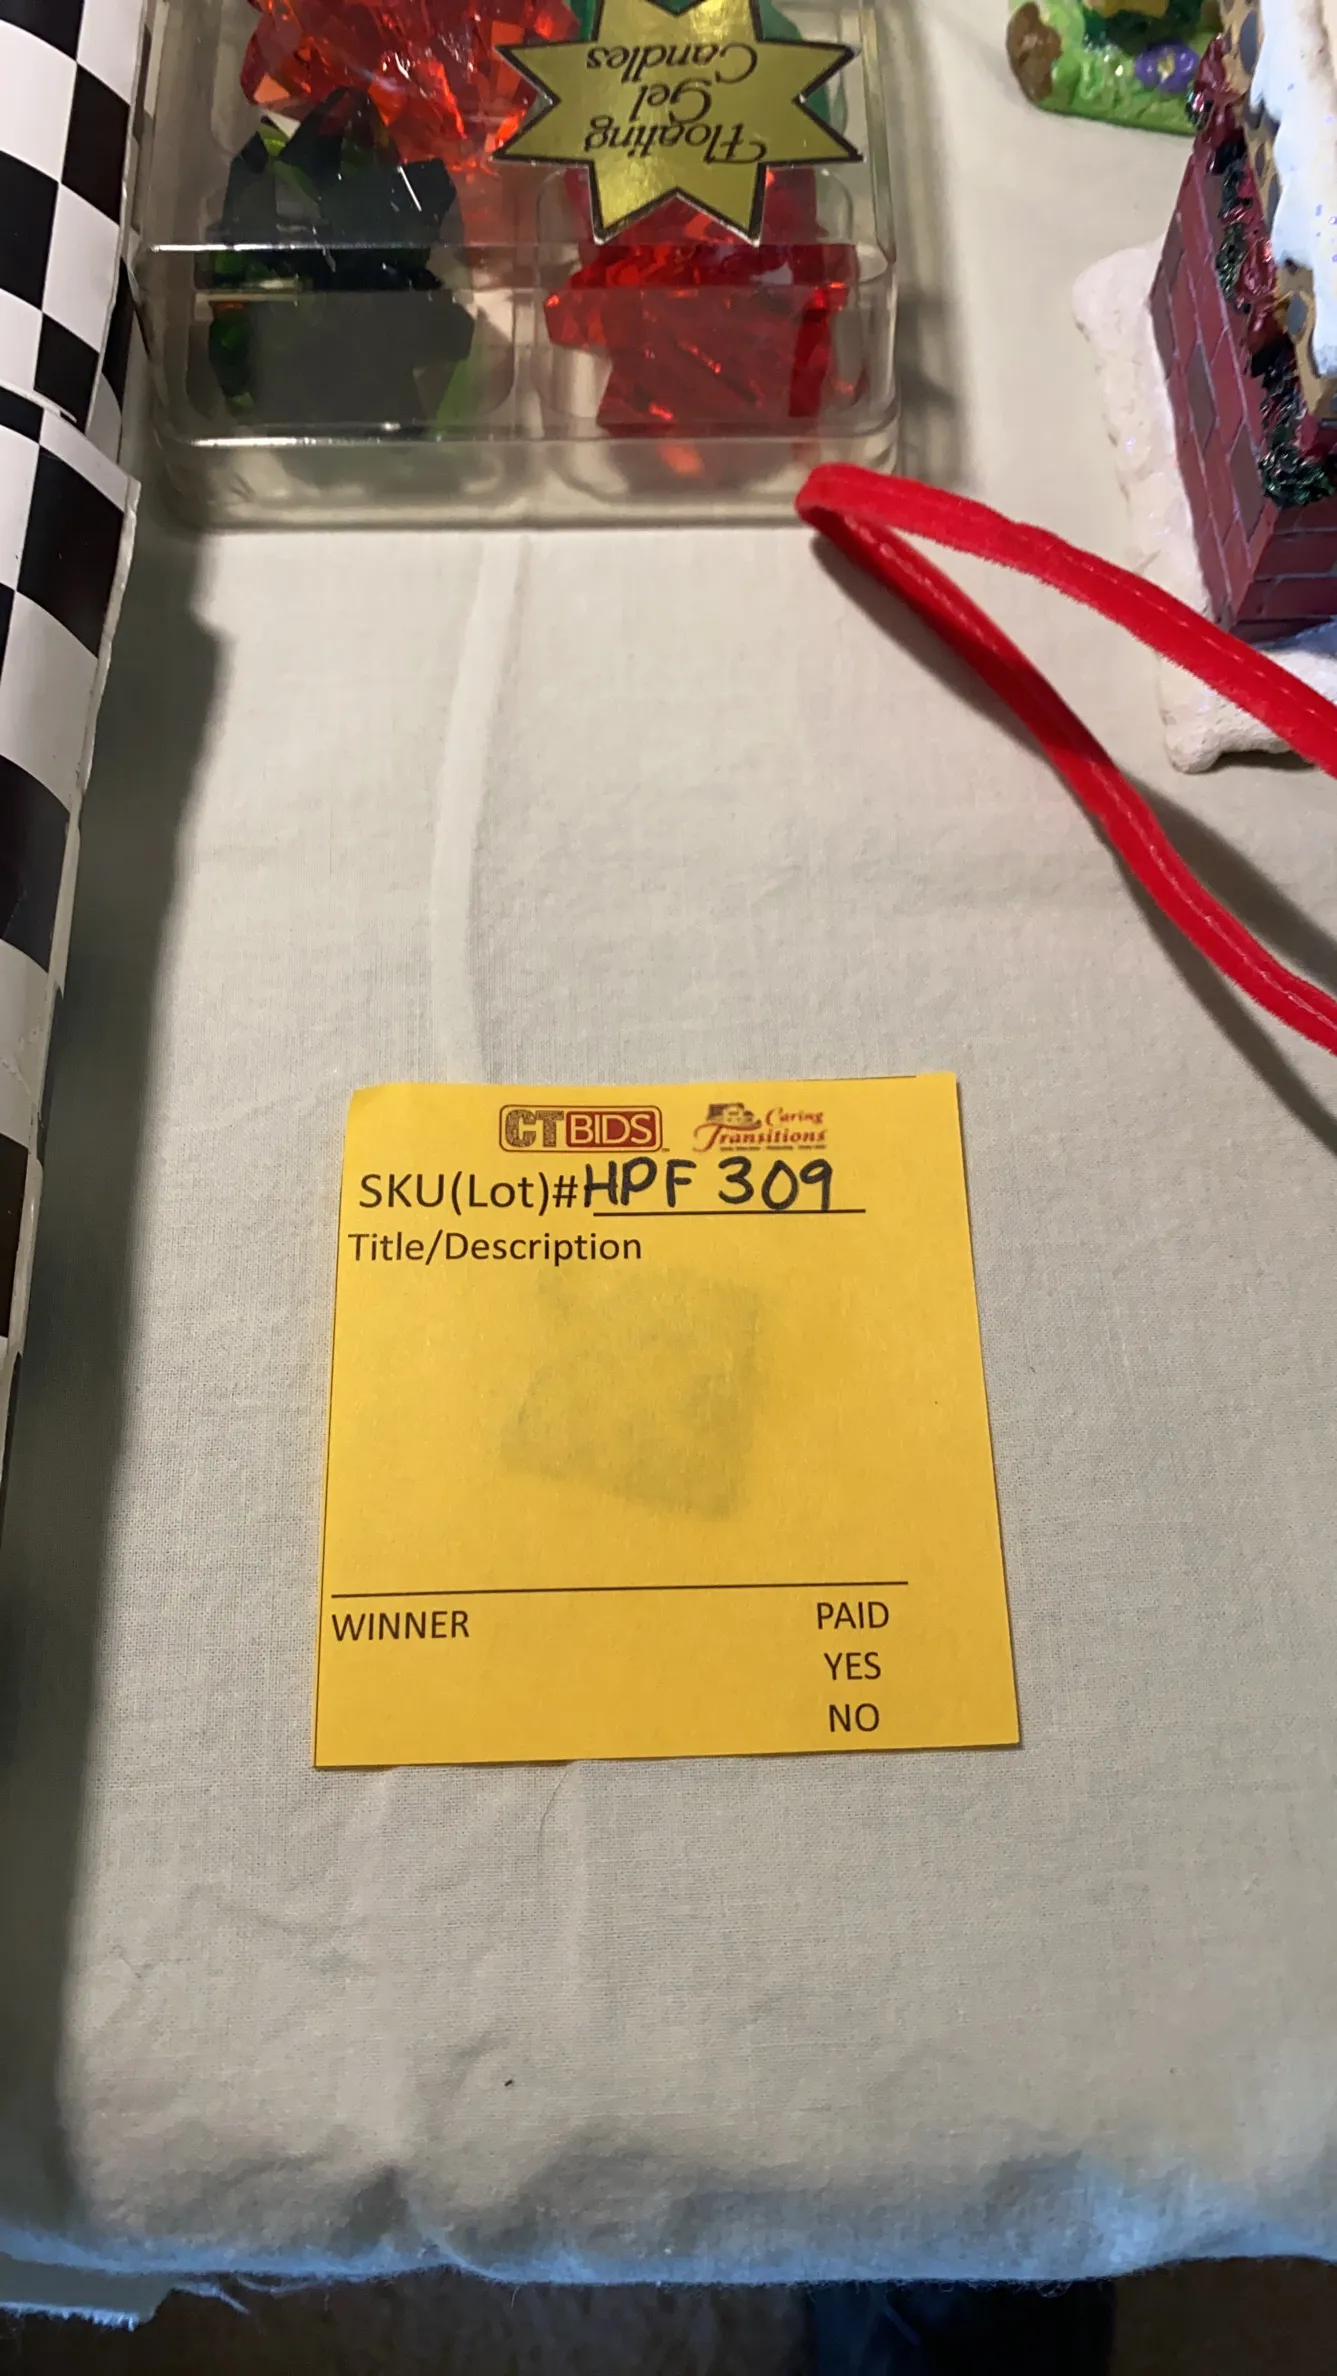 Floating
Gel
Candles
CTBIDS
Caring
Transitions
SKU(Lot)# HPF 309
Title/Description
WINNER
PAID
YES
NO